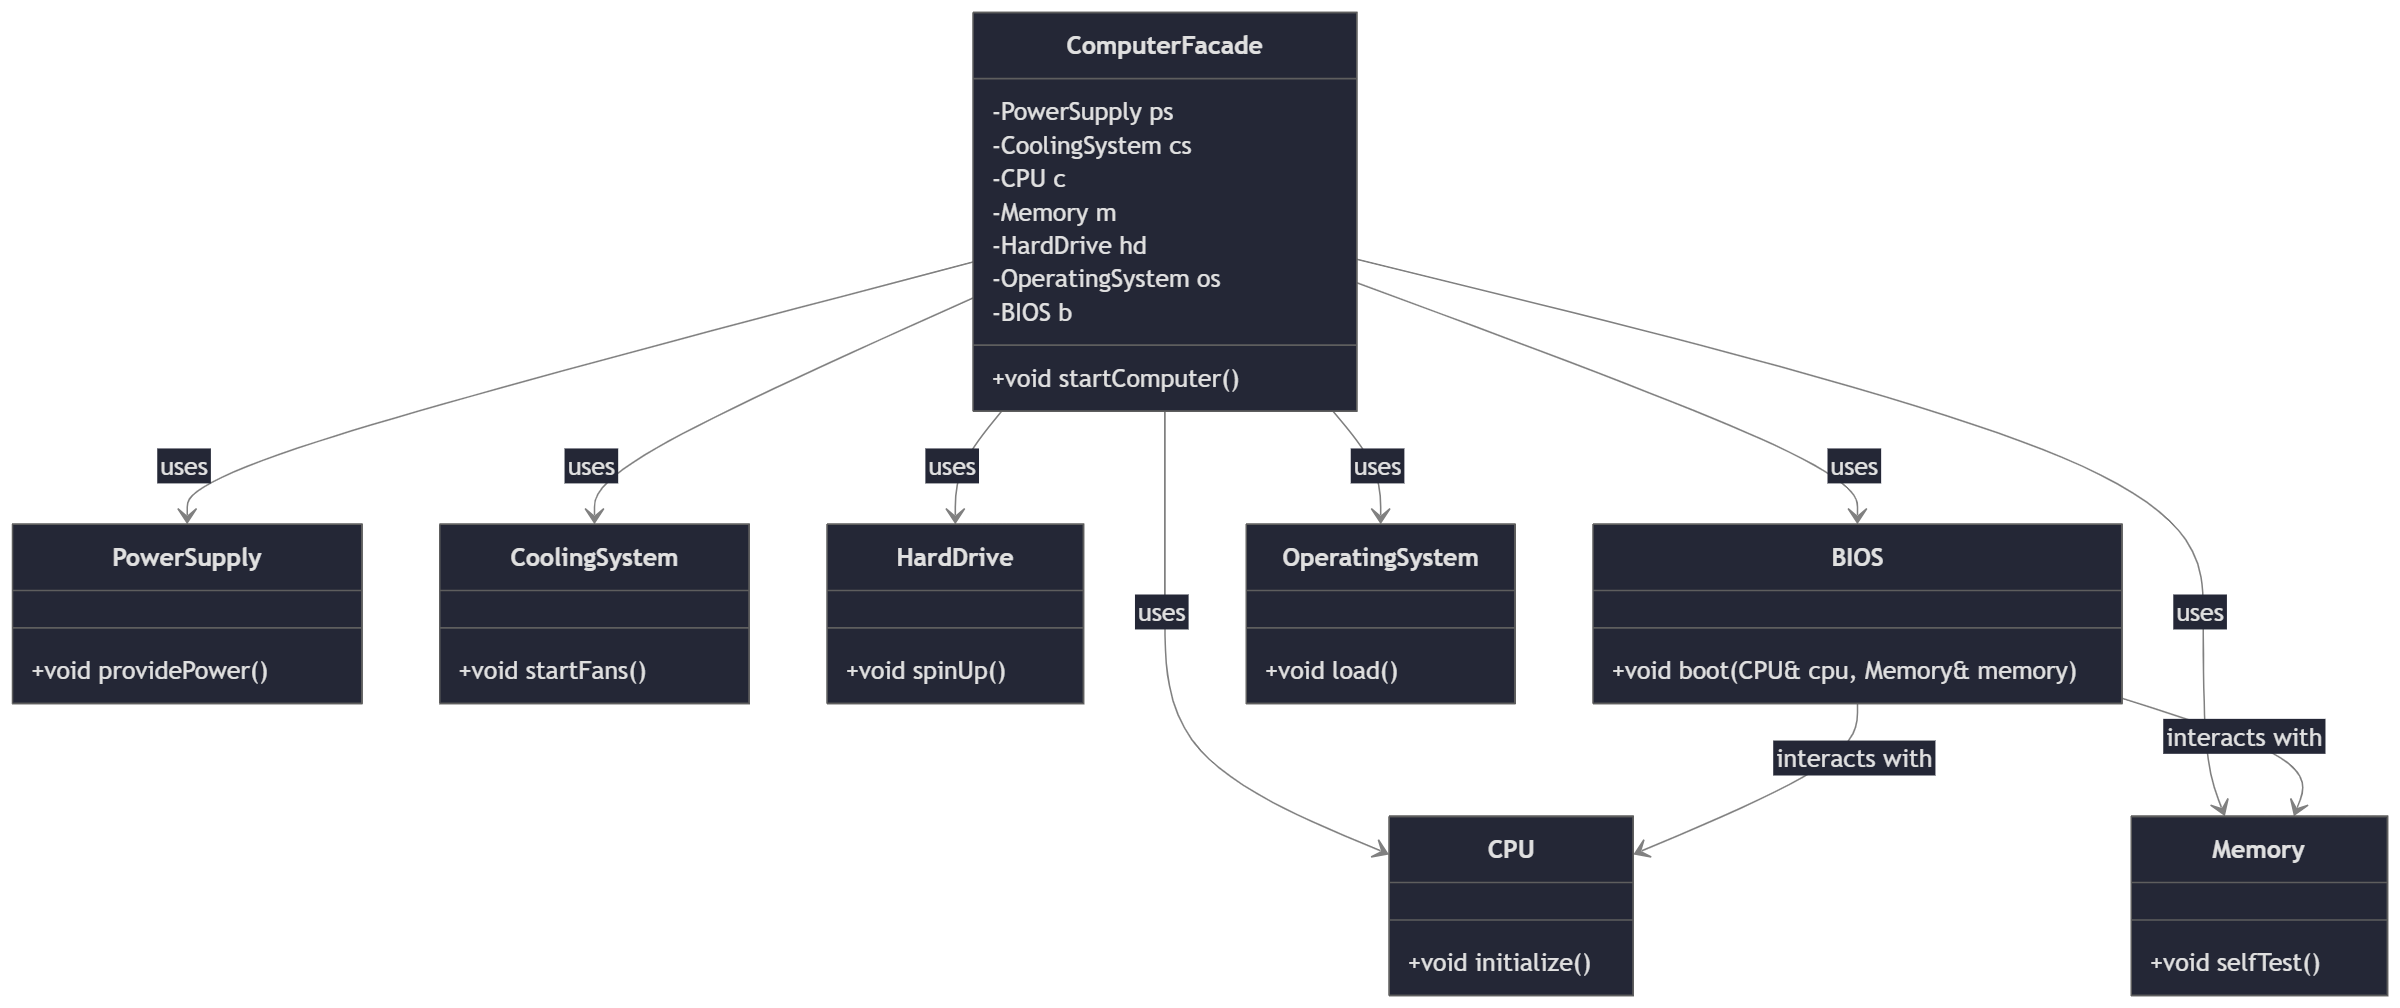 ComputerFacade
-PowerSupply ps
-CoolingSystem cs
-CPU c
-Memory m
-HardDrive hd
-OperatingSystem os
-BIOS b
+void startComputer()
uses
uses
uses
uses
uses
PowerSupply
+void providePower()
CoolingSystem
+void startFans()
HardDrive
+void spinUp()
uses
OperatingSystem
+void load()
BIOS
+void boot(CPU& cpu, Memory& memory)
uses
interacts with
interacts with
CPU
+void initialize()
Memory
+void selfTest()